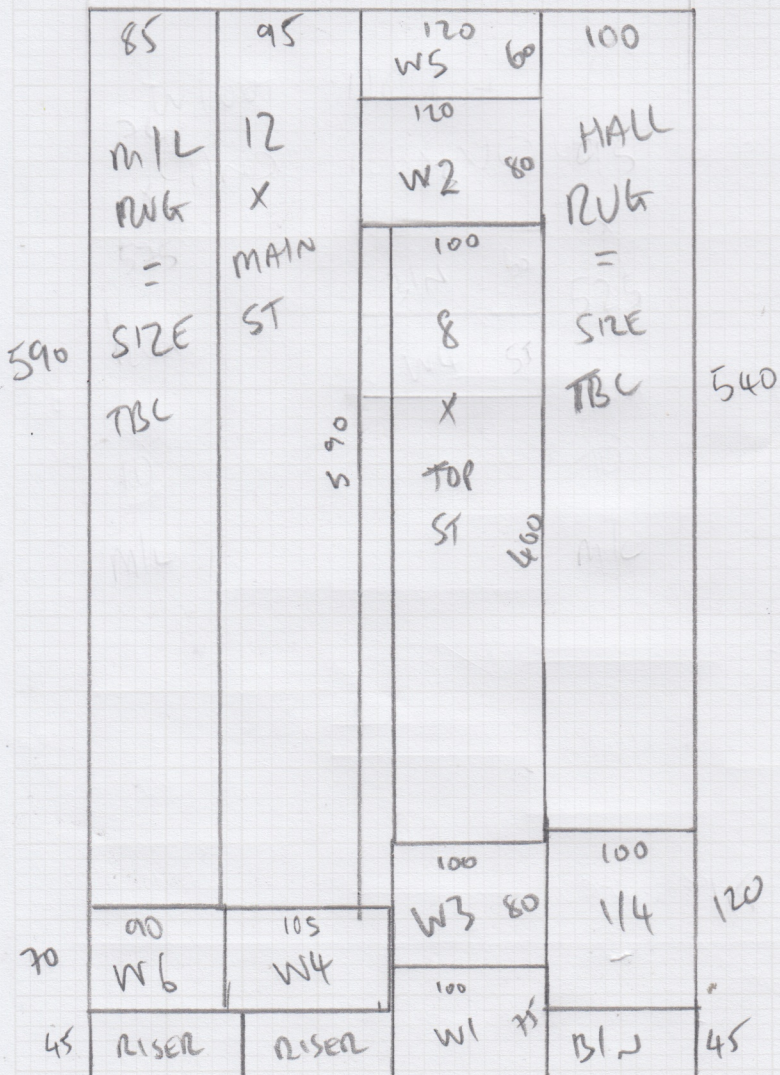 85
M/L
RUG
=
SIZE
TBC
590
95
12
X
MAIN
ST
590
120
W5 60
120
W2 80
100
8
X
TOP
ST
460
100
HALL
RUG
=
SIZE
TBC
540
90
W6
70
105
W4
100
W3 80
100
1/4
120
45
RISER
RISER
100
W1 75
B/N
45